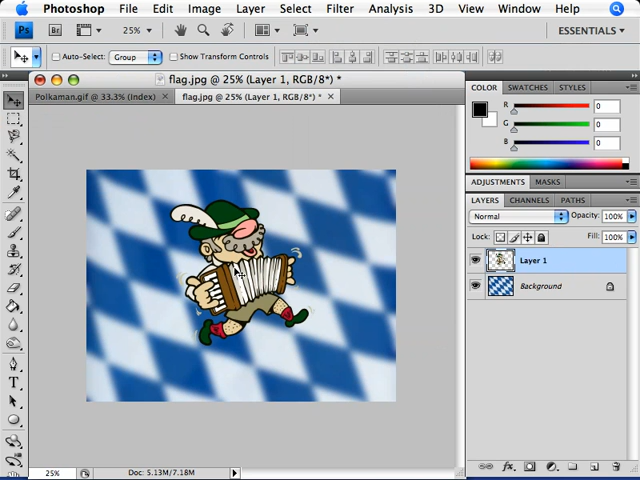 Photoshop File Edit Image Layer Select Filter Analysis 3D View Window Help
Ps Br 25% ESSENTIALS
Auto-Select: Group Show Transform Controls
flag.jpg @ 25% (Layer 1, RGB/8*) *
Polkaman.gif @ 33.3% (Index) flag.jpg @ 25% (Layer 1, RGB/8*) *
COLOR SWATCHES STYLES
R 0
G 0
B 0
ADJUSTMENTS MASKS
LAYERS CHANNELS PATHS
Normal Opacity: 100%
Lock: Fill: 100%
Layer 1
Background
T
fx
25% Doc: 5.13M/7.18M